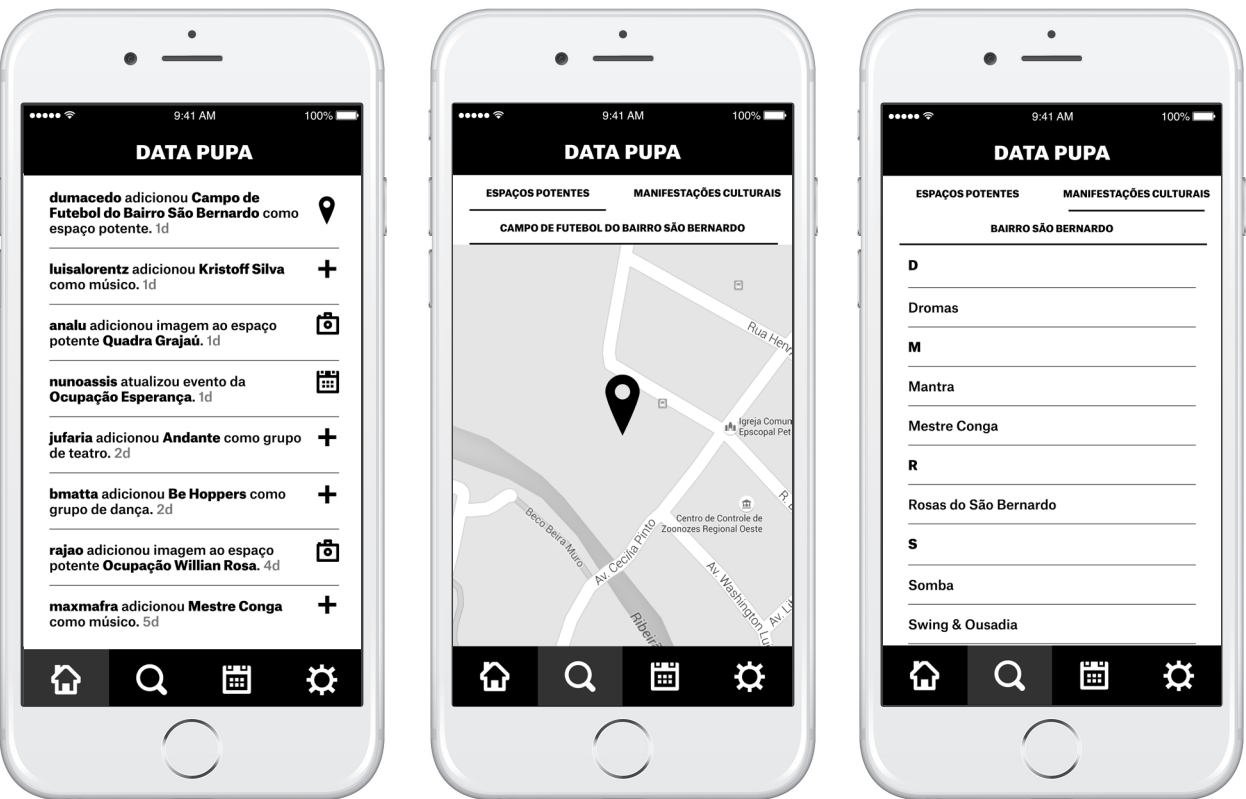 9:41 AM
100%
DATA PUPA
dumacedo adicionou Campo de
Futebol do Bairro São Bernardo como
espaço potente. 1d
luisalorentz adicionou Kristoff Silva
como músico. 1d
analu adicionou imagem ao espaço
potente Quadra Grajaú. 1d
nunoassis atualizou evento da
Ocupação Esperança. 1d
jufaria adicionou Andante como grupo
de teatro. 2d
bmatta adicionou Be Hoppers como
grupo de dança. 2d
rajao adicionou imagem ao espaço
potente Ocupação Willian Rosa. 4d
maxmafra adicionou Mestre Conga
como músico. 5d
9:41 AM
100%
DATA PUPA
ESPAÇOS POTENTES
MANIFESTAÇÕES CULTURAIS
CAMPO DE FUTEBOL DO BAIRRO SÃO BERNARDO
Rua Henri
Igreja Comun
Epscopal Pet
R.
Centro de Controle de
Zoonozes Regional Oeste
Beco Beira Muro
Av. Cecília Pinto
Av. Washington Lu
Av. Li
Ribeirã
9:41 AM
100%
DATA PUPA
ESPAÇOS POTENTES
MANIFESTAÇÕES CULTURAIS
BAIRRO SÃO BERNARDO
D
Dromas
M
Mantra
Mestre Conga
R
Rosas do São Bernardo
S
Somba
Swing & Ousadia